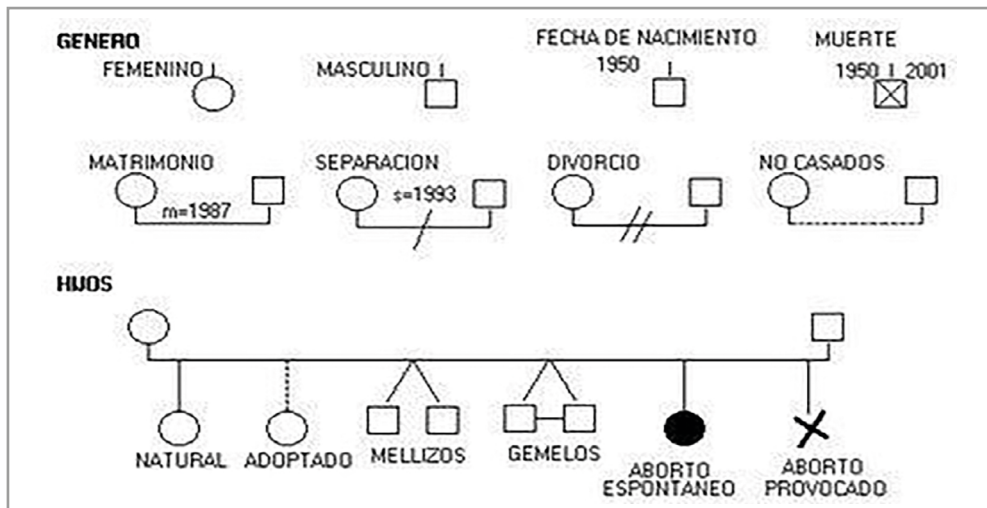 GENERO
FEMENINO
MASCULINO
FECHA DE NACIMIENTO
1950
MUERTE
1950 2001
MATRIMONIO
m=1987
SEPARACION
s=1993
DIVORCIO
NO CASADOS
HIJOS
NATURAL
ADOPTADO
MELLIZOS
GEMELOS
ABORTO
ESPONTANEO
ABORTO
PROVOCADO